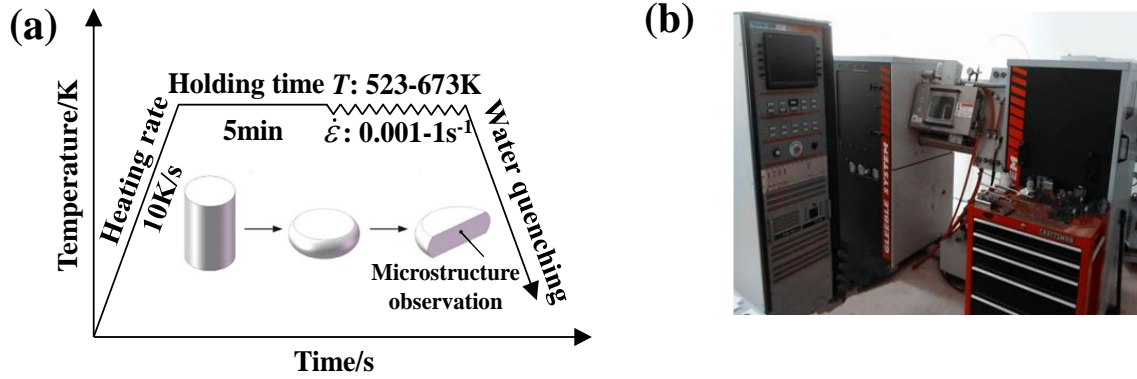 (a)
Temperature/K
Heating rate
10K/s
Holding time T: 523-673K
5min ε̇: 0.001-1s⁻¹
Water quenching
Microstructure
observation
Time/s
(b)
GLEEBLE SYSTEM
CRAFTSMAN